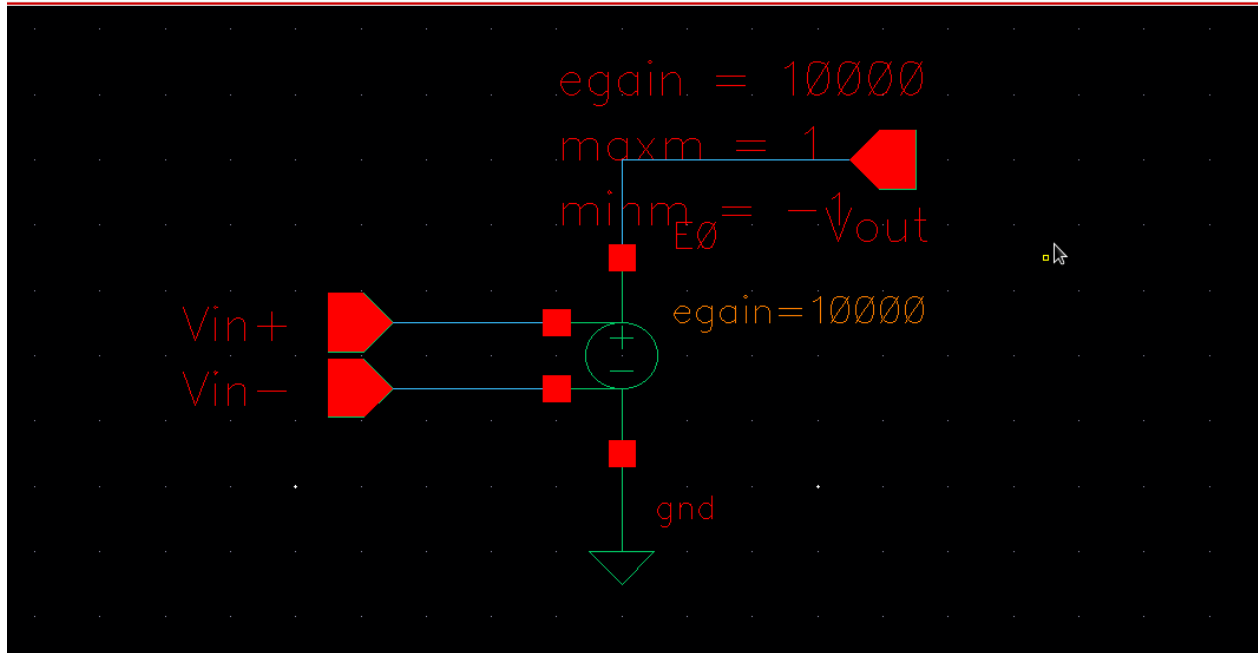 egain = 10000
maxm = 1
minm = -1
Vout
E0
Vin+
egain=10000
Vin-
gnd